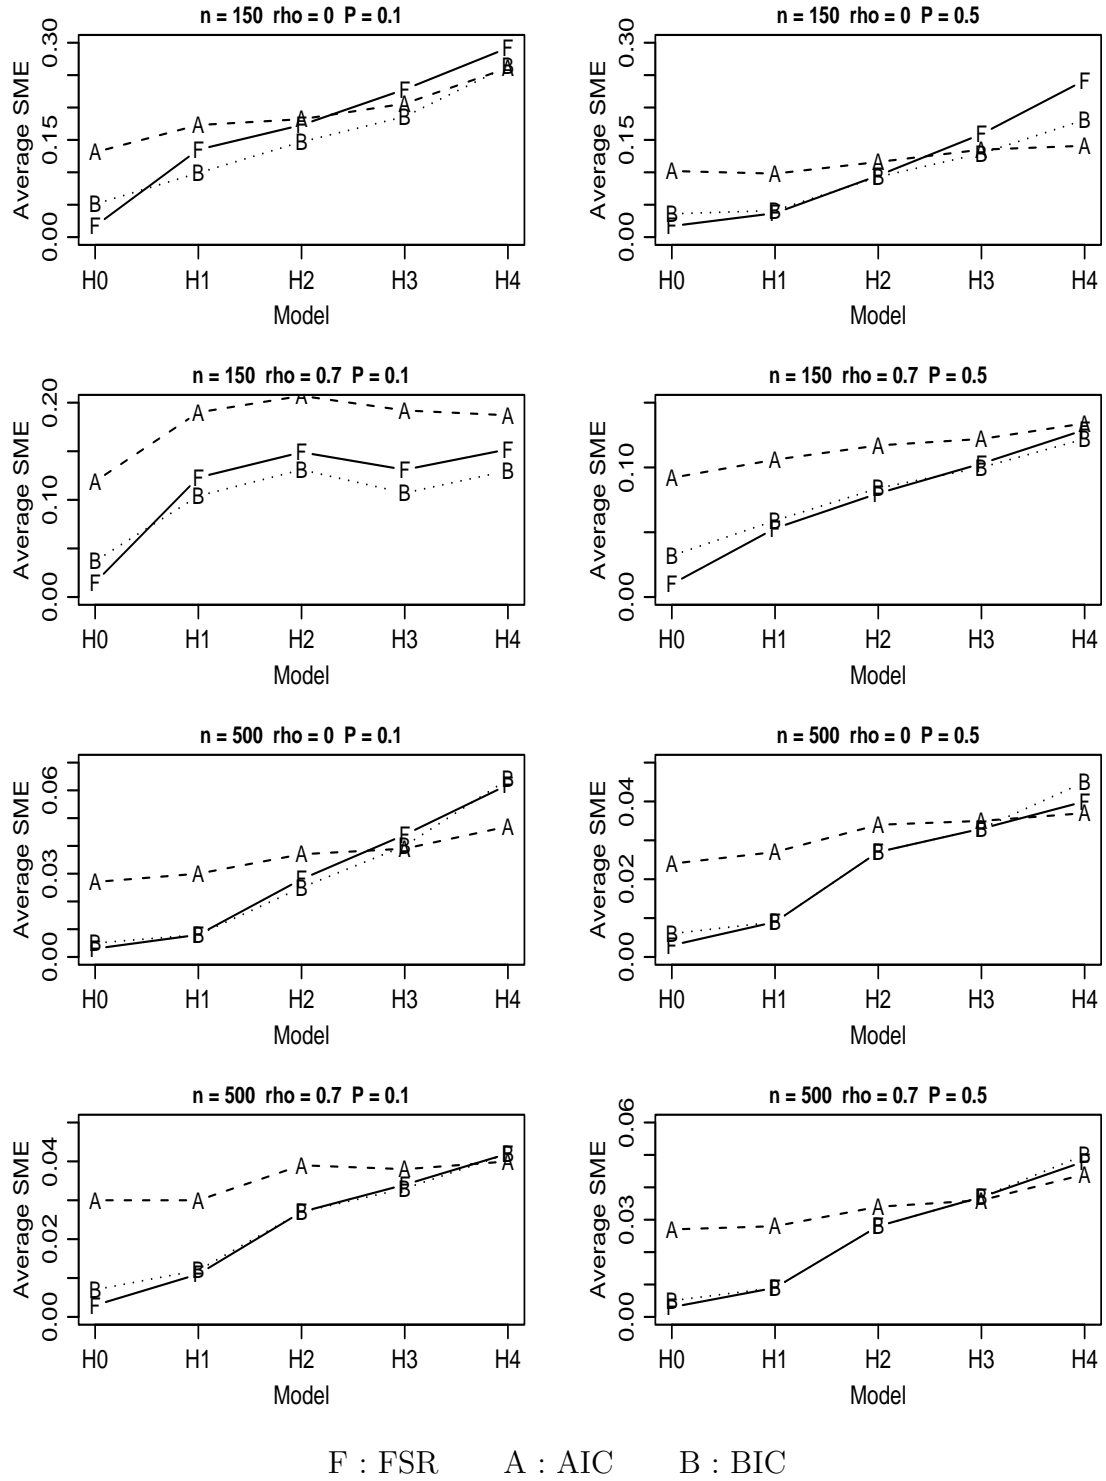 n = 150 rho = 0 P = 0.1
Average SME
0.00 0.15 0.30
F F F F F
A A A A A
B B B B B
H0 H1 H2 H3 H4
Model
n = 150 rho = 0 P = 0.5
Average SME
0.00 0.15 0.30
F F F F F
A A A A A
B B B B B
H0 H1 H2 H3 H4
Model
n = 150 rho = 0.7 P = 0.1
Average SME
0.00 0.10 0.20
F F F F F
A A A A A
B B B B B
H0 H1 H2 H3 H4
Model
n = 150 rho = 0.7 P = 0.5
Average SME
0.00 0.10
F F F F F
A A A A A
B B B B B
H0 H1 H2 H3 H4
Model
n = 500 rho = 0 P = 0.1
Average SME
0.00 0.03 0.06
F F F F F
A A A A A
B B B B B
H0 H1 H2 H3 H4
Model
n = 500 rho = 0 P = 0.5
Average SME
0.00 0.02 0.04
F F F F F
A A A A A
B B B B B
H0 H1 H2 H3 H4
Model
n = 500 rho = 0.7 P = 0.1
Average SME
0.00 0.02 0.04
F F F F F
A A A A A
B B B B B
H0 H1 H2 H3 H4
Model
n = 500 rho = 0.7 P = 0.5
Average SME
0.00 0.03 0.06
F F F F F
A A A A A
B B B B B
H0 H1 H2 H3 H4
Model
F : FSR A : AIC B : BIC